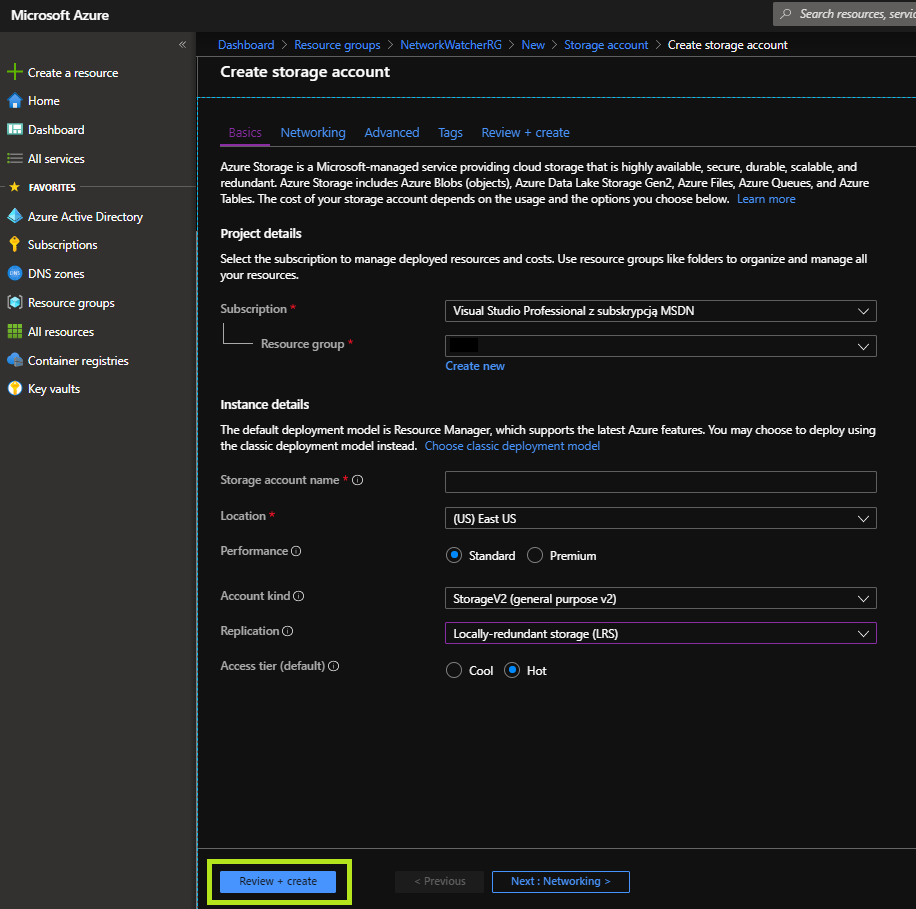 Microsoft Azure
Search resources, servic
«
Create a resource
Home
Dashboard
All services
FAVORITES
Azure Active Directory
Subscriptions
DNS zones
Resource groups
All resources
Container registries
Key vaults
Dashboard > Resource groups > NetworkWatcherRG > New > Storage account > Create storage account
Create storage account
Basics Networking Advanced Tags Review + create
Azure Storage is a Microsoft-managed service providing cloud storage that is highly available, secure, durable, scalable, and
redundant. Azure Storage includes Azure Blobs (objects), Azure Data Lake Storage Gen2, Azure Files, Azure Queues, and Azure
Tables. The cost of your storage account depends on the usage and the options you choose below. Learn more
Project details
Select the subscription to manage deployed resources and costs. Use resource groups like folders to organize and manage all
your resources.
Subscription * Visual Studio Professional z subskrypcją MSDN
Resource group *
Create new
Instance details
The default deployment model is Resource Manager, which supports the latest Azure features. You may choose to deploy using
the classic deployment model instead. Choose classic deployment model
Storage account name *
Location * (US) East US
Performance Standard Premium
Account kind StorageV2 (general purpose v2)
Replication Locally-redundant storage (LRS)
Access tier (default) Cool Hot
Review + create < Previous Next : Networking >